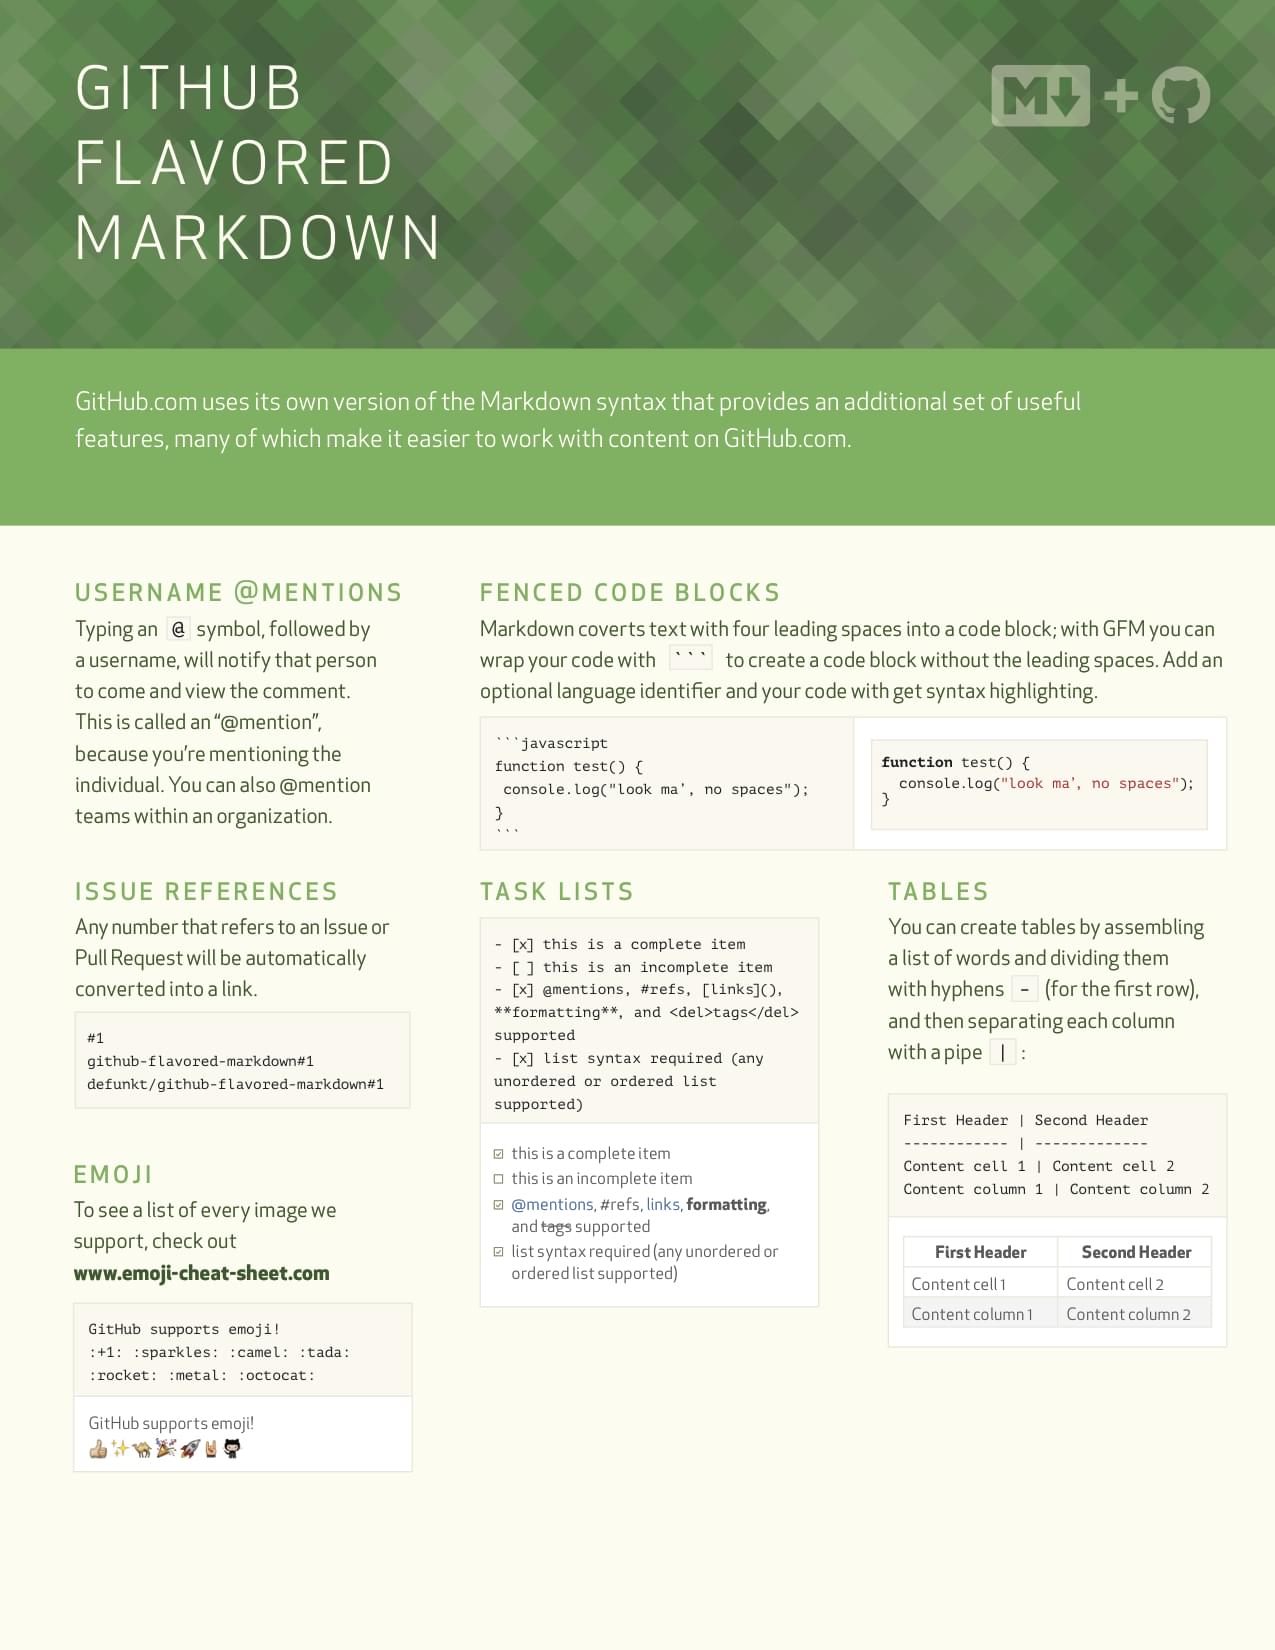 GITHUB
FLAVORED
MARKDOWN
M
GitHub.com uses its own version of the Markdown syntax that provides an additional set of useful
features, many of which make it easier to work with content on GitHub.com.
USERNAME @MENTIONS
Typing an @ symbol, followed by
a username, will notify that person
to come and view the comment.
This is called an “@mention”,
because you’re mentioning the
individual. You can also @mention
teams within an organization.
FENCED CODE BLOCKS
Markdown coverts text with four leading spaces into a code block; with GFM you can
wrap your code with ``` to create a code block without the leading spaces. Add an
optional language identifier and your code with get syntax highlighting.
```javascript
function test() {
 console.log("look ma’, no spaces");
}
```
function test() {
  console.log("look ma’, no spaces");
}
ISSUE REFERENCES
Any number that refers to an Issue or
Pull Request will be automatically
converted into a link.
#1
github-flavored-markdown#1
defunkt/github-flavored-markdown#1
EMOJI
To see a list of every image we
support, check out
www.emoji-cheat-sheet.com
GitHub supports emoji!
:+1: :sparkles: :camel: :tada:
:rocket: :metal: :octocat:
GitHub supports emoji!
TASK LISTS
- [x] this is a complete item
- [ ] this is an incomplete item
- [x] @mentions, #refs, [links](),
**formatting**, and <del>tags</del>
supported
- [x] list syntax required (any
unordered or ordered list
supported)
this is a complete item
this is an incomplete item
@mentions, #refs, links, formatting,
and tags supported
list syntax required (any unordered or
ordered list supported)
TABLES
You can create tables by assembling
a list of words and dividing them
with hyphens - (for the first row),
and then separating each column
with a pipe | :
First Header | Second Header
------------ | -------------
Content cell 1 | Content cell 2
Content column 1 | Content column 2
First Header Second Header
Content cell 1 Content cell 2
Content column 1 Content column 2